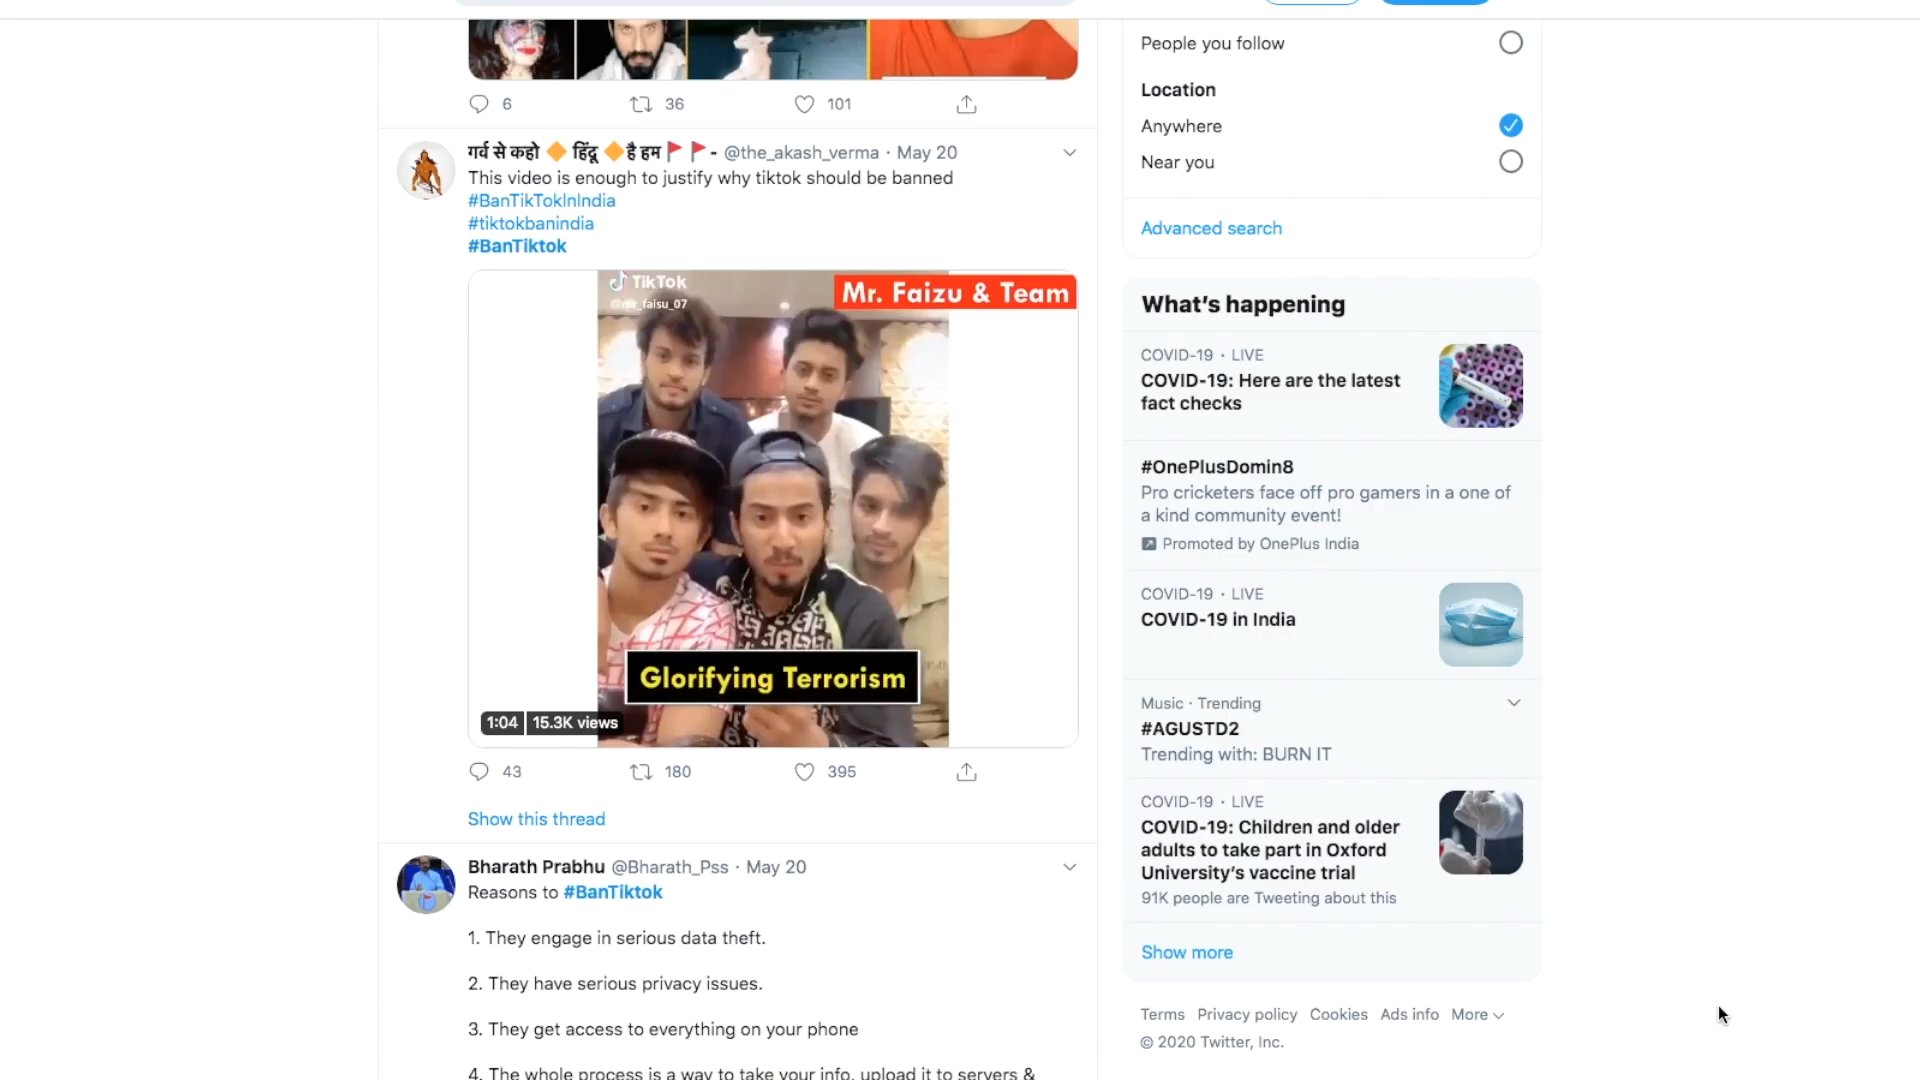 6 36 101
गर्व से कहो 🔶 हिंदू 🔶है हम🚩🚩- @the_akash_verma · May 20
This video is enough to justify why tiktok should be banned
#BanTikTokInIndia
#tiktokbanindia
#BanTiktok
TikTok
@mr_faisu_07
Mr. Faizu & Team
Glorifying Terrorism
1:04 15.3K views
43 180 395
Show this thread
Bharath Prabhu @Bharath_Pss · May 20
Reasons to #BanTiktok
1. They engage in serious data theft.
2. They have serious privacy issues.
3. They get access to everything on your phone
4. The whole process is a way to take your info, upload it to servers &
People you follow
Location
Anywhere
Near you
Advanced search
What's happening
COVID-19 · LIVE
COVID-19: Here are the latest
fact checks
#OnePlusDomin8
Pro cricketers face off pro gamers in a one of
a kind community event!
Promoted by OnePlus India
COVID-19 · LIVE
COVID-19 in India
Music · Trending
#AGUSTD2
Trending with: BURN IT
COVID-19 · LIVE
COVID-19: Children and older
adults to take part in Oxford
University's vaccine trial
91K people are Tweeting about this
Show more
Terms Privacy policy Cookies Ads info More
© 2020 Twitter, Inc.